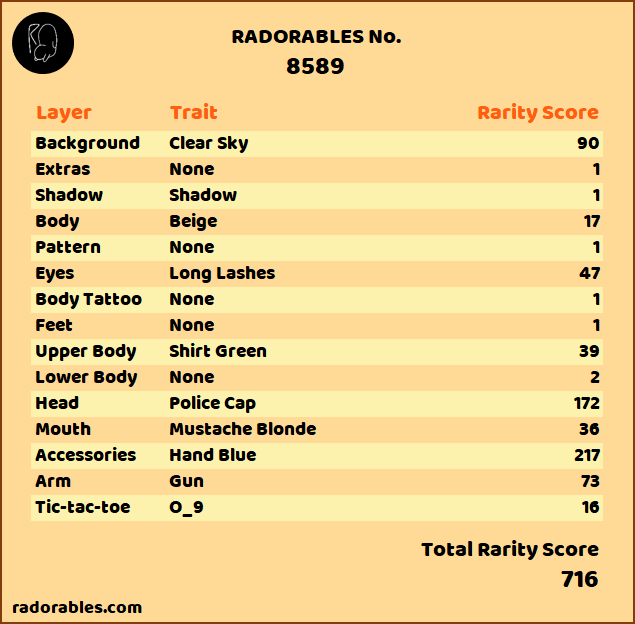 RADORABLES No.
8589
Layer Trait Rarity Score
Background Clear Sky 90
Extras None 1
Shadow Shadow 1
Body Beige 17
Pattern None 1
Eyes Long Lashes 47
Body Tattoo None 1
Feet None 1
Upper Body Shirt Green 39
Lower Body None 2
Head Police Cap 172
Mouth Mustache Blonde 36
Accessories Hand Blue 217
Arm Gun 73
Tic-tac-toe O_9 16
Total Rarity Score
716
radorables.com